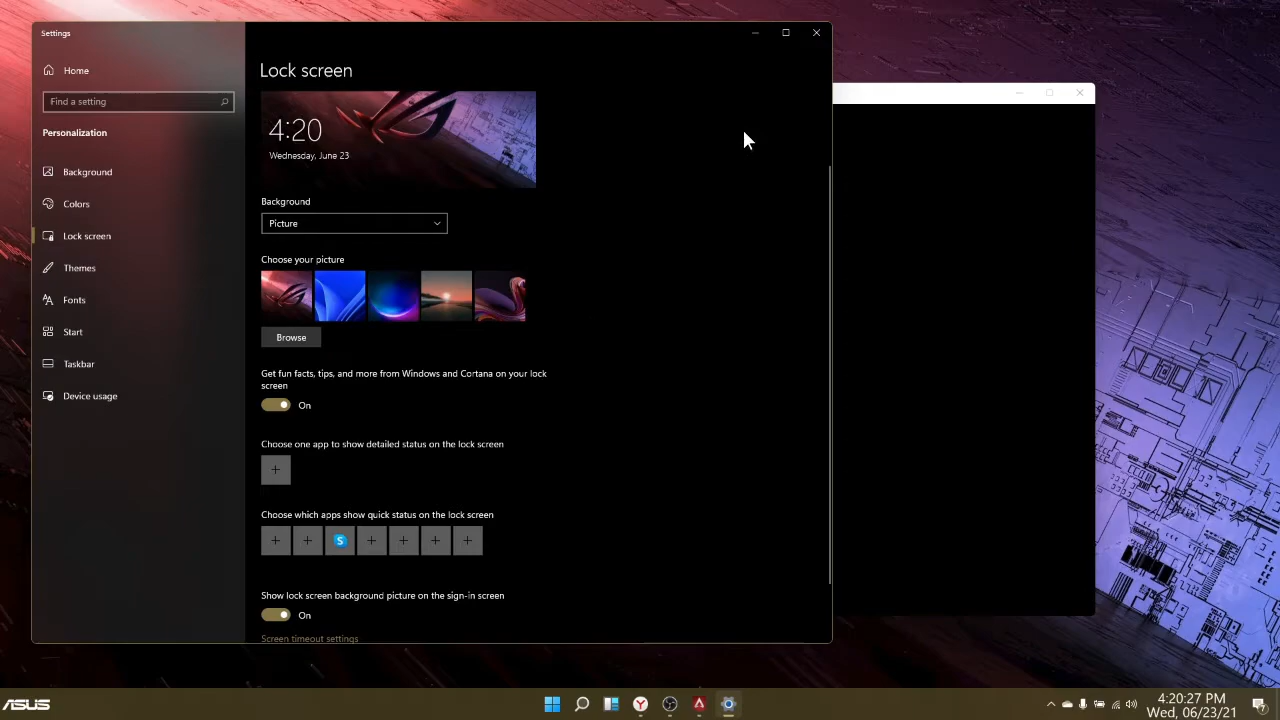 Settings
Home
Find a setting
Personalization
Background
Colors
Lock screen
Themes
Fonts
Start
Taskbar
Device usage
Lock screen
4:20
Wednesday, June 23
Background
Picture
Choose your picture
Browse
Get fun facts, tips, and more from Windows and Cortana on your lock
screen
On
Choose one app to show detailed status on the lock screen
Choose which apps show quick status on the lock screen
S
Show lock screen background picture on the sign-in screen
On
Screen timeout settings
ASUS
4:20:27 PM
Wed, 06/23/21